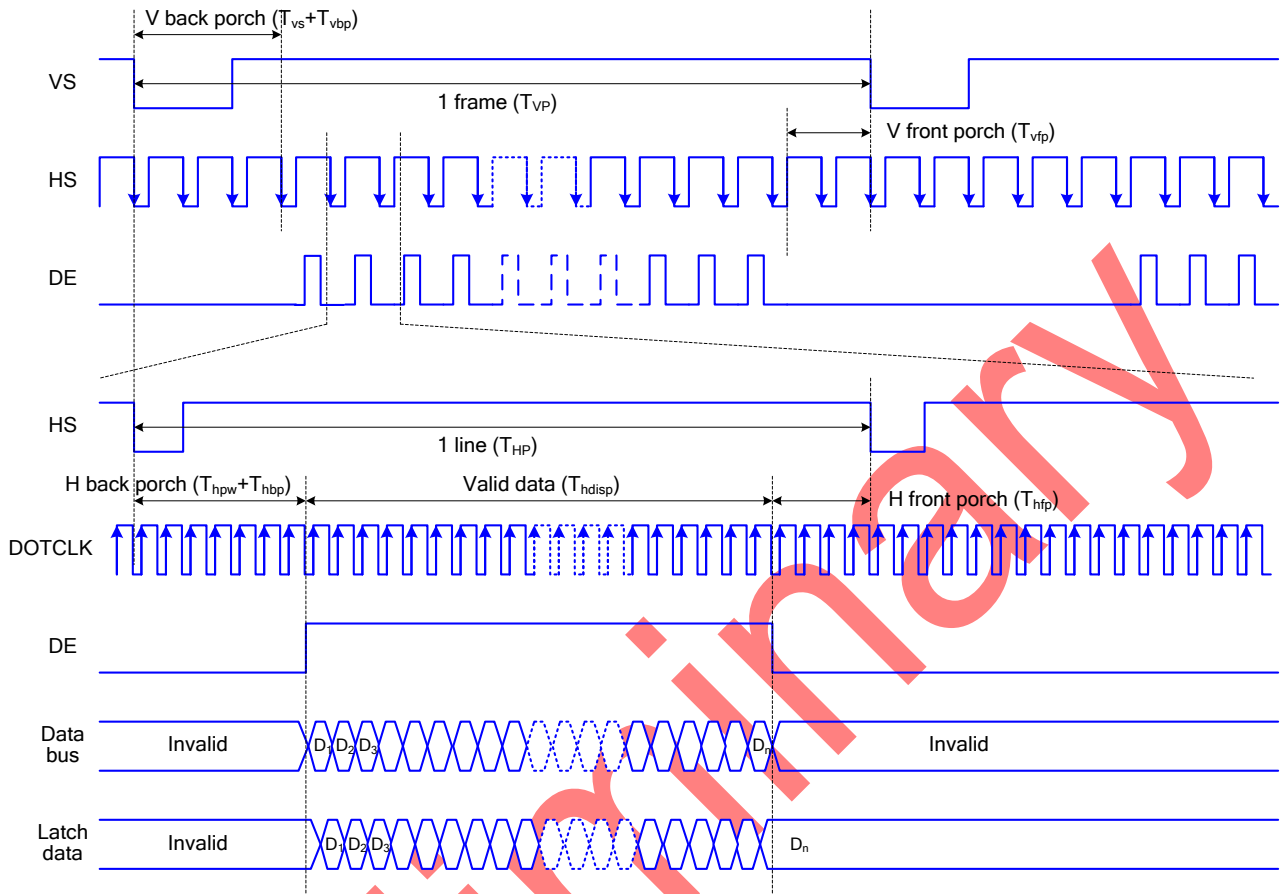 V back porch (Tvs+Tvbp)
VS
1 frame (TVP)
V front porch (Tvfp)
HS
DE
HS
1 line (THP)
H back porch (Thpw+Thbp)
Valid data (Thdisp)
H front porch (Thfp)
DOTCLK
DE
Data
bus
Invalid
D1 D2 D3
Dn
Invalid
Latch
data
Invalid
D1 D2 D3
Dn
iminary